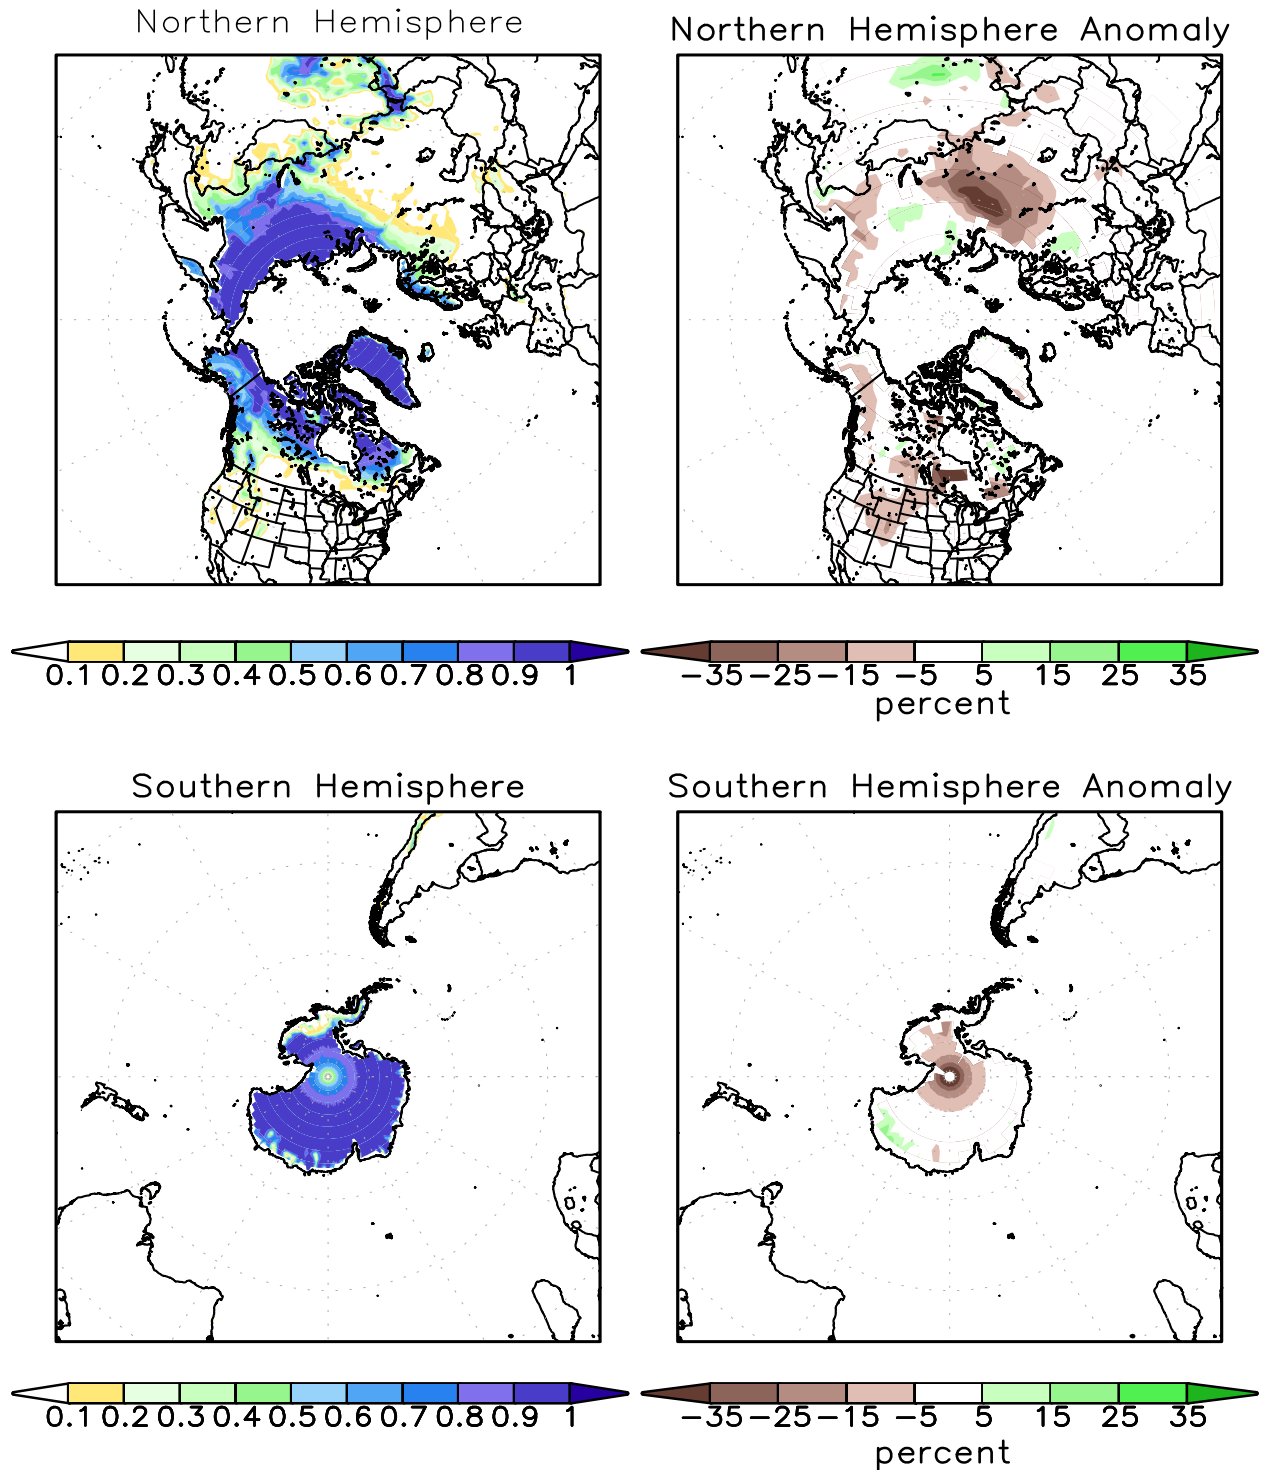 Northern Hemisphere
Northern Hemisphere Anomaly
0.1 0.2 0.3 0.4 0.5 0.6 0.7 0.8 0.9 1
-35 -25 -15 -5 5 15 25 35
percent
Southern Hemisphere
Southern Hemisphere Anomaly
0.1 0.2 0.3 0.4 0.5 0.6 0.7 0.8 0.9 1
-35 -25 -15 -5 5 15 25 35
percent